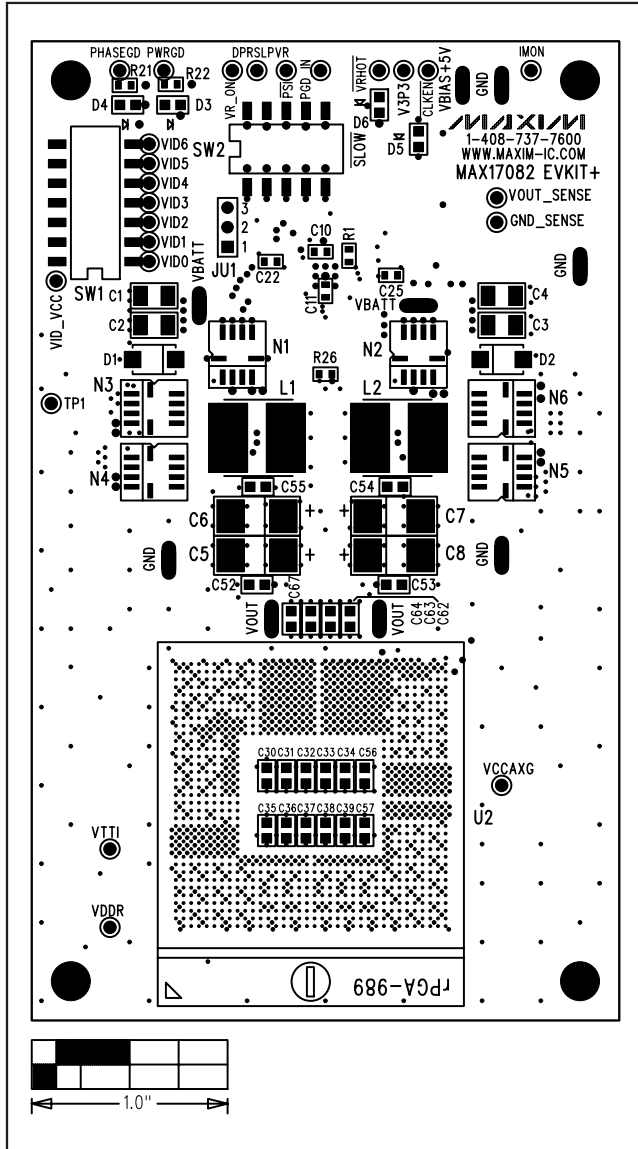 PHASEGD PWRGD DPRSLPVR IMON
R21 R22
D4 D3
VR_ON PSI PGD_IN VRHOT V3P3 CLKEN VBIAS+5V GND
D6
D5
SLOW
SW2
MAXIM
1-408-737-7600
WWW.MAXIM-IC.COM
MAX17082 EVKIT+
VOUT_SENSE
GND_SENSE
VID6
VID5
VID4
VID3
VID2
VID1
VID0
SW1
VID_VCC
3
2
1
JU1
VBATT
C10 R1
C22 C11 C25
VBATT
GND
C1 C4
C2 C3
N1 N2
D1 D2
R26
N3 L1 L2 N6
TP1
N4 N5
C55 C54
C6 + + C7
C5 + + C8
GND GND
C52 C67 C53
VOUT VOUT
C64 C63 C62
C30 C31 C32 C33 C34 C56
C35 C36 C37 C38 C39 C57
VCCAXG
U2
VTTI
VDDR
rPGA-989
1.0"